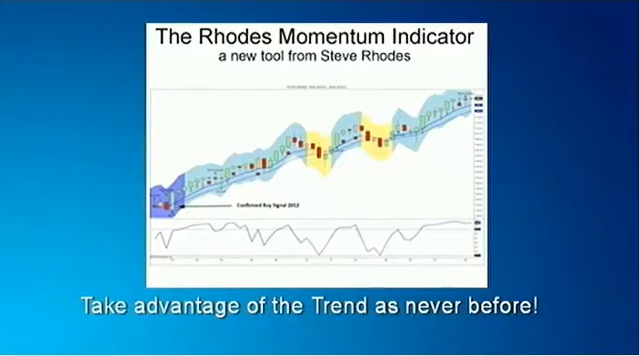 The Rhodes Momentum Indicator
a new tool from Steve Rhodes
Confirmed Buy Signal 2012
Take advantage of the Trend as never before!